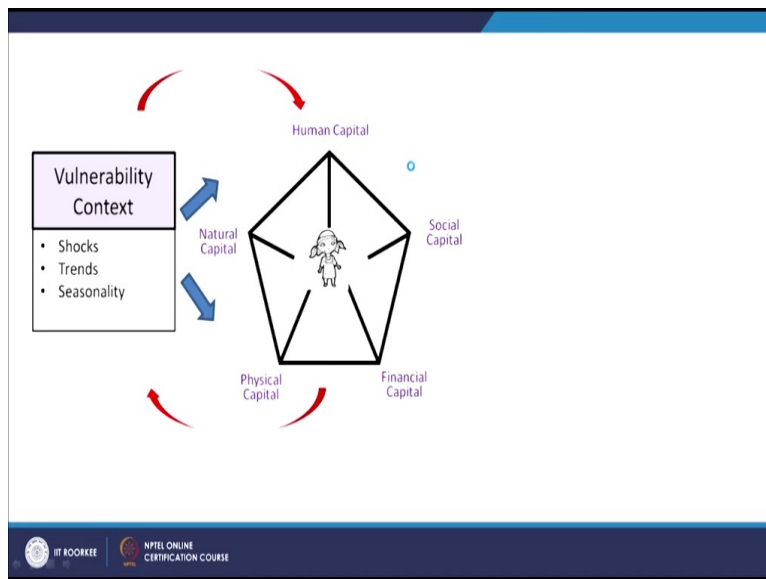 Human Capital
Vulnerability
Context
• Shocks
• Trends
• Seasonality
Natural
Capital
Social
Capital
Physical
Capital
Financial
Capital
IIT ROORKEE
NPTEL ONLINE
CERTIFICATION COURSE